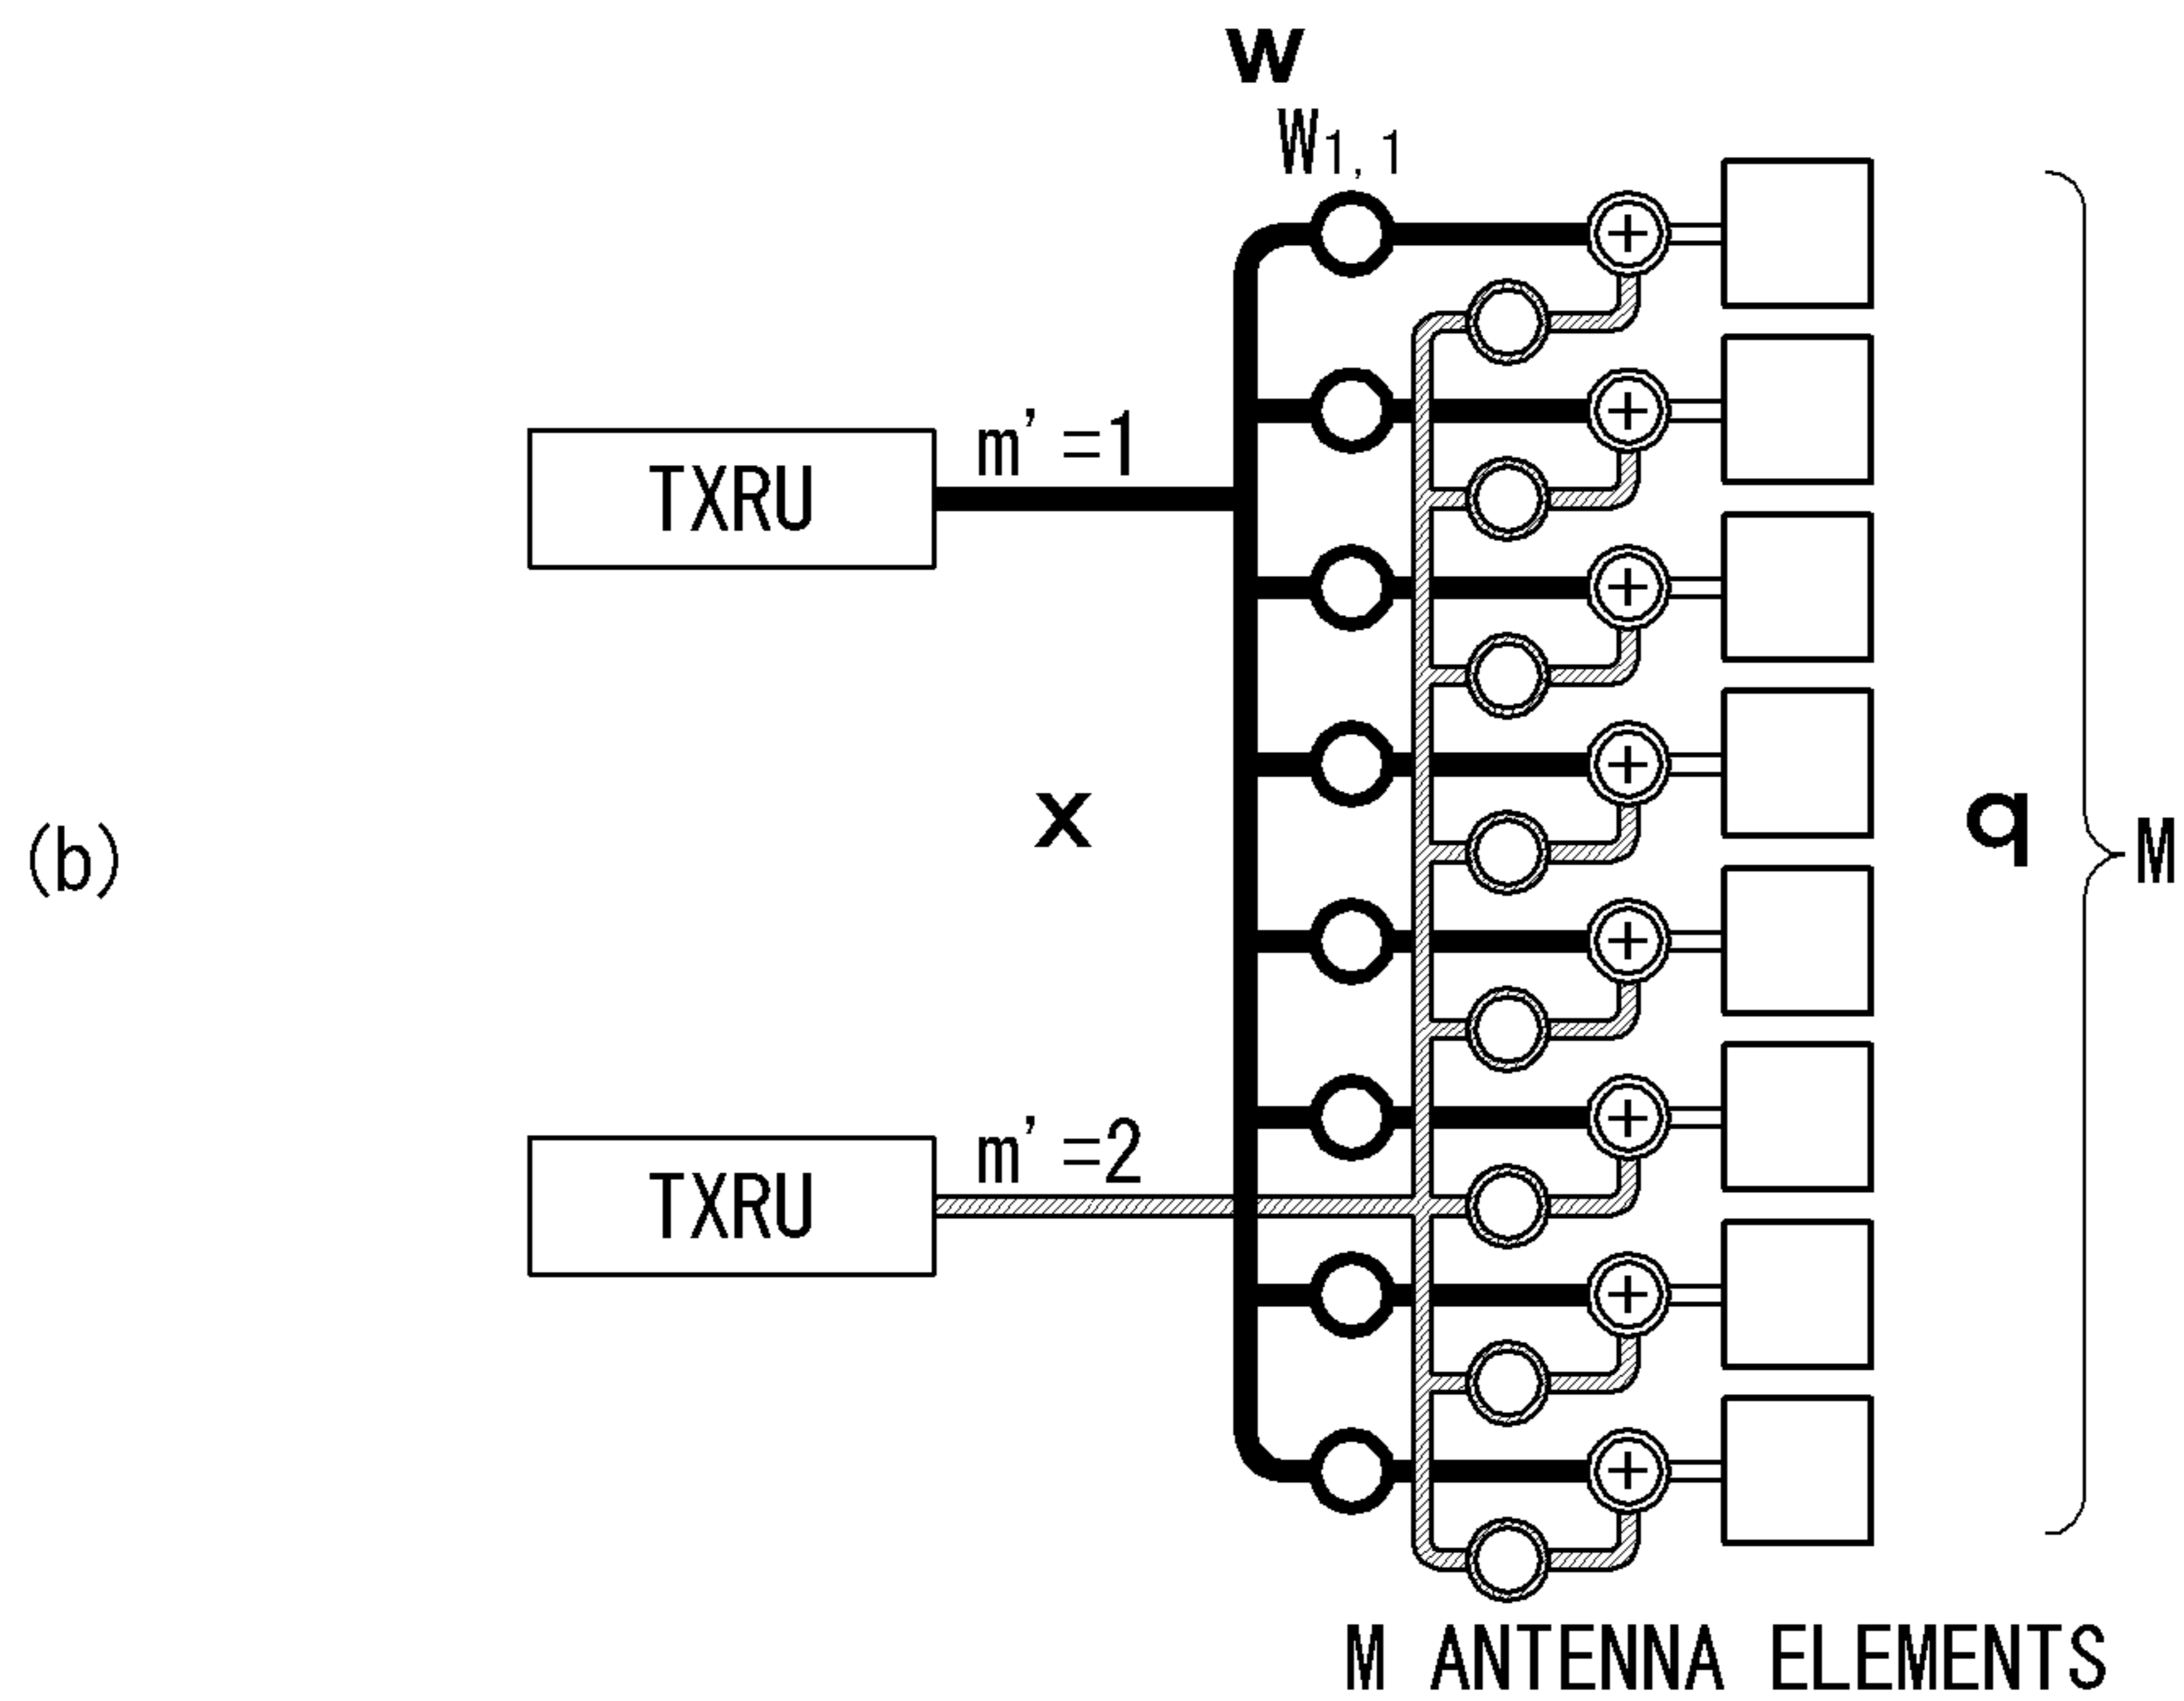 W
W1,1
m'=1
TXRU
x
q
(b)
M
m'=2
TXRU
M ANTENNA ELEMENTS